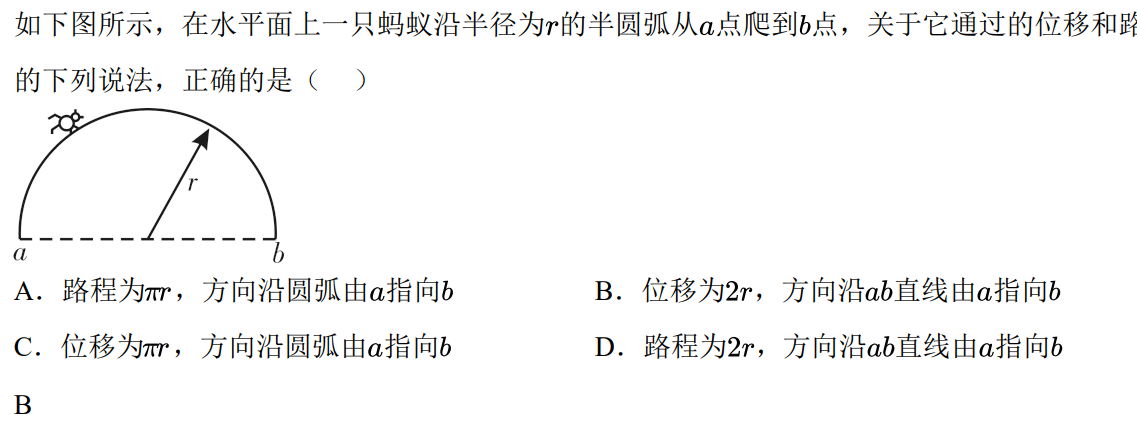 如下图所示，在水平面上一只蚂蚁沿半径为r的半圆弧从a点爬到b点，关于它通过的位移和路
的下列说法，正确的是（　）
r
a
b
A．路程为πr，方向沿圆弧由a指向b
B．位移为2r，方向沿ab直线由a指向b
C．位移为πr，方向沿圆弧由a指向b
D．路程为2r，方向沿ab直线由a指向b
B